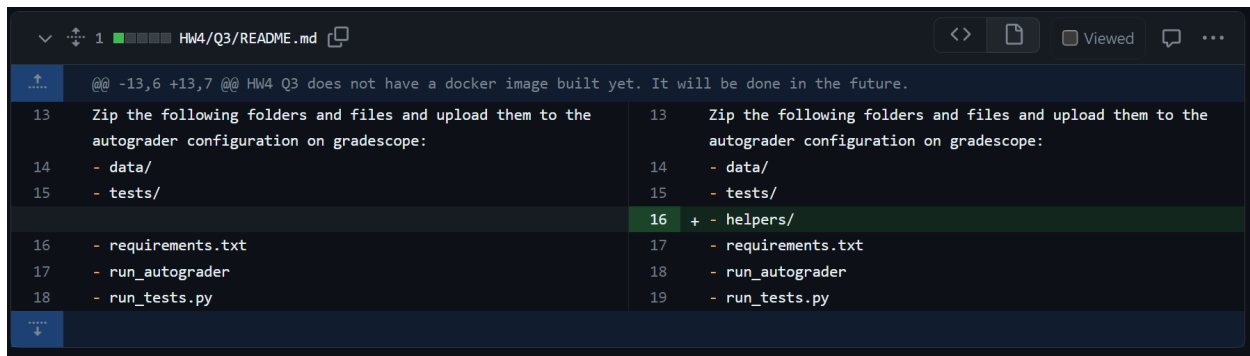 1 HW4/Q3/README.md
Viewed
@@ -13,6 +13,7 @@ HW4 Q3 does not have a docker image built yet. It will be done in the future.
13 Zip the following folders and files and upload them to the
autograder configuration on gradescope:
14 - data/
15 - tests/
16 - requirements.txt
17 - run_autograder
18 - run_tests.py
13 Zip the following folders and files and upload them to the
autograder configuration on gradescope:
14 - data/
15 - tests/
16 + - helpers/
17 - requirements.txt
18 - run_autograder
19 - run_tests.py